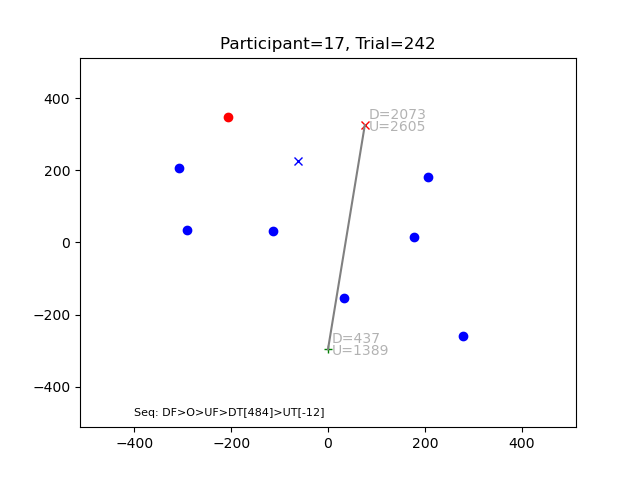 Participant=17, Trial=242
D=2073
U=2605
D=437
U=1389
Seq: DF>O>UF>DT[484]>UT[-12]
400
200
0
−200
−400
−400
−200
0
200
400